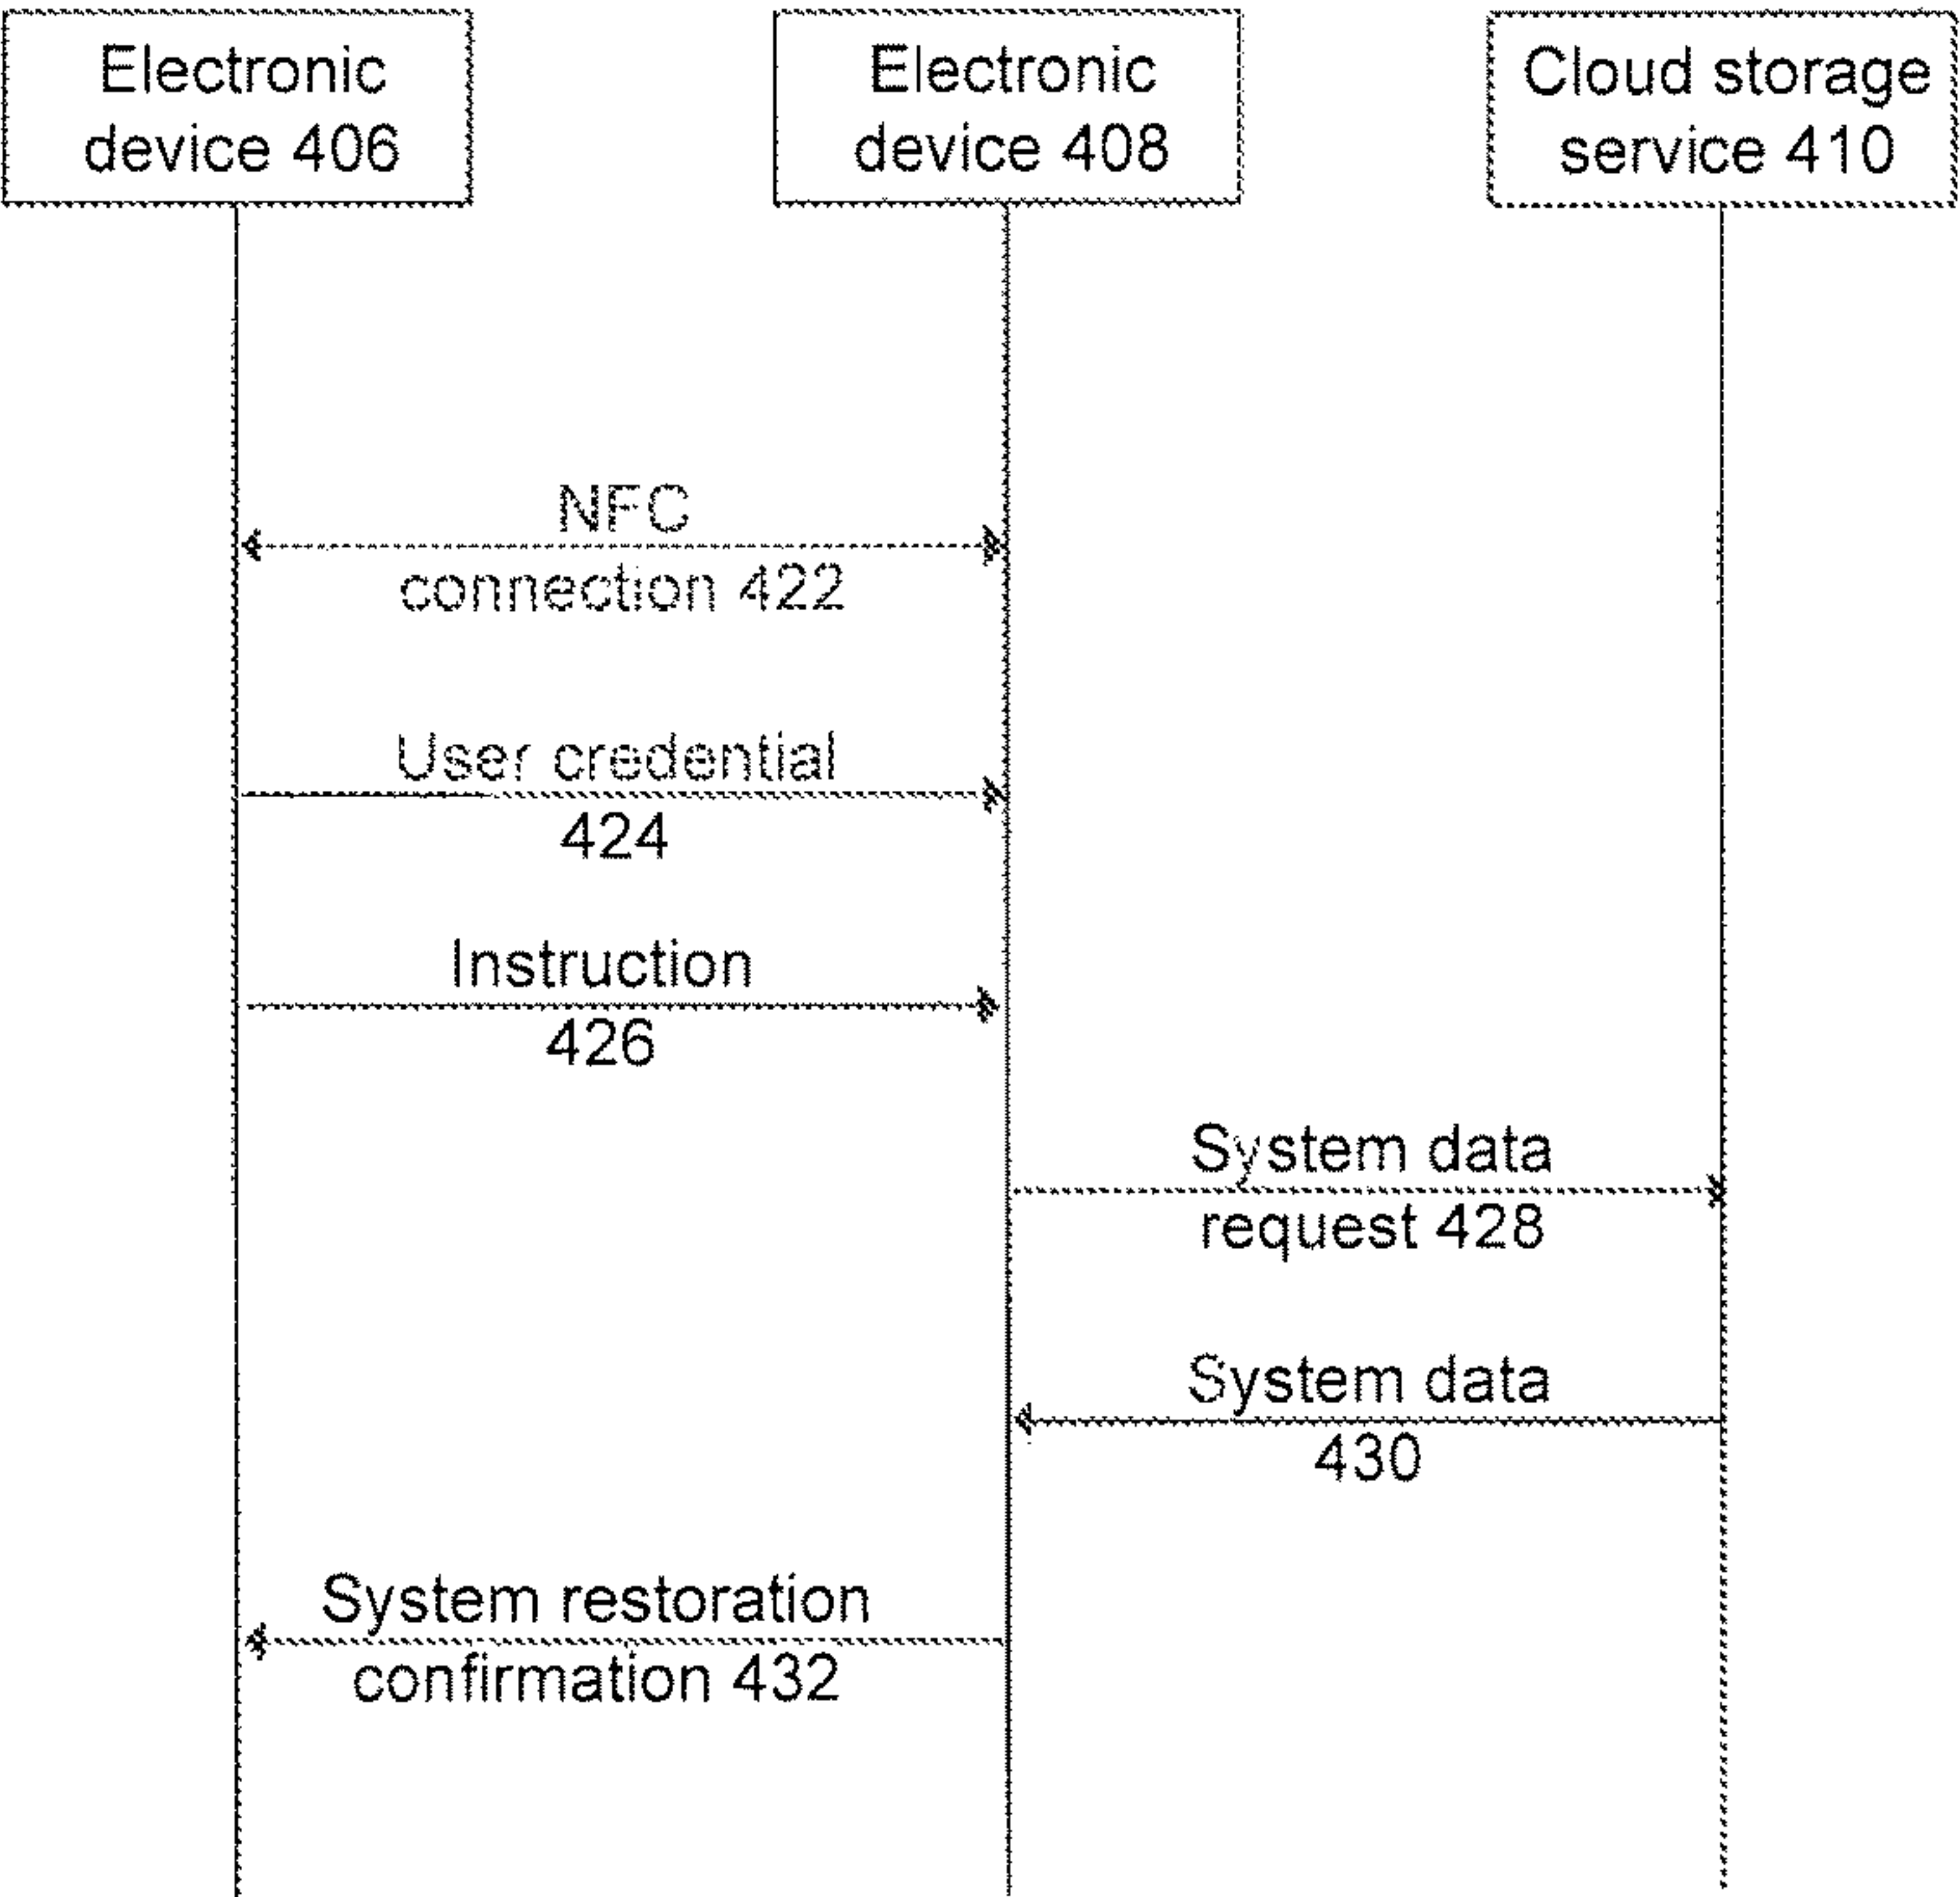 Electronic
device 406
Electronic
device 408
Cloud storage
service 410
NFC
connection 422
User credential
424
Instruction
426
System data
request 428
System data
430
System restoration
confirmation 432